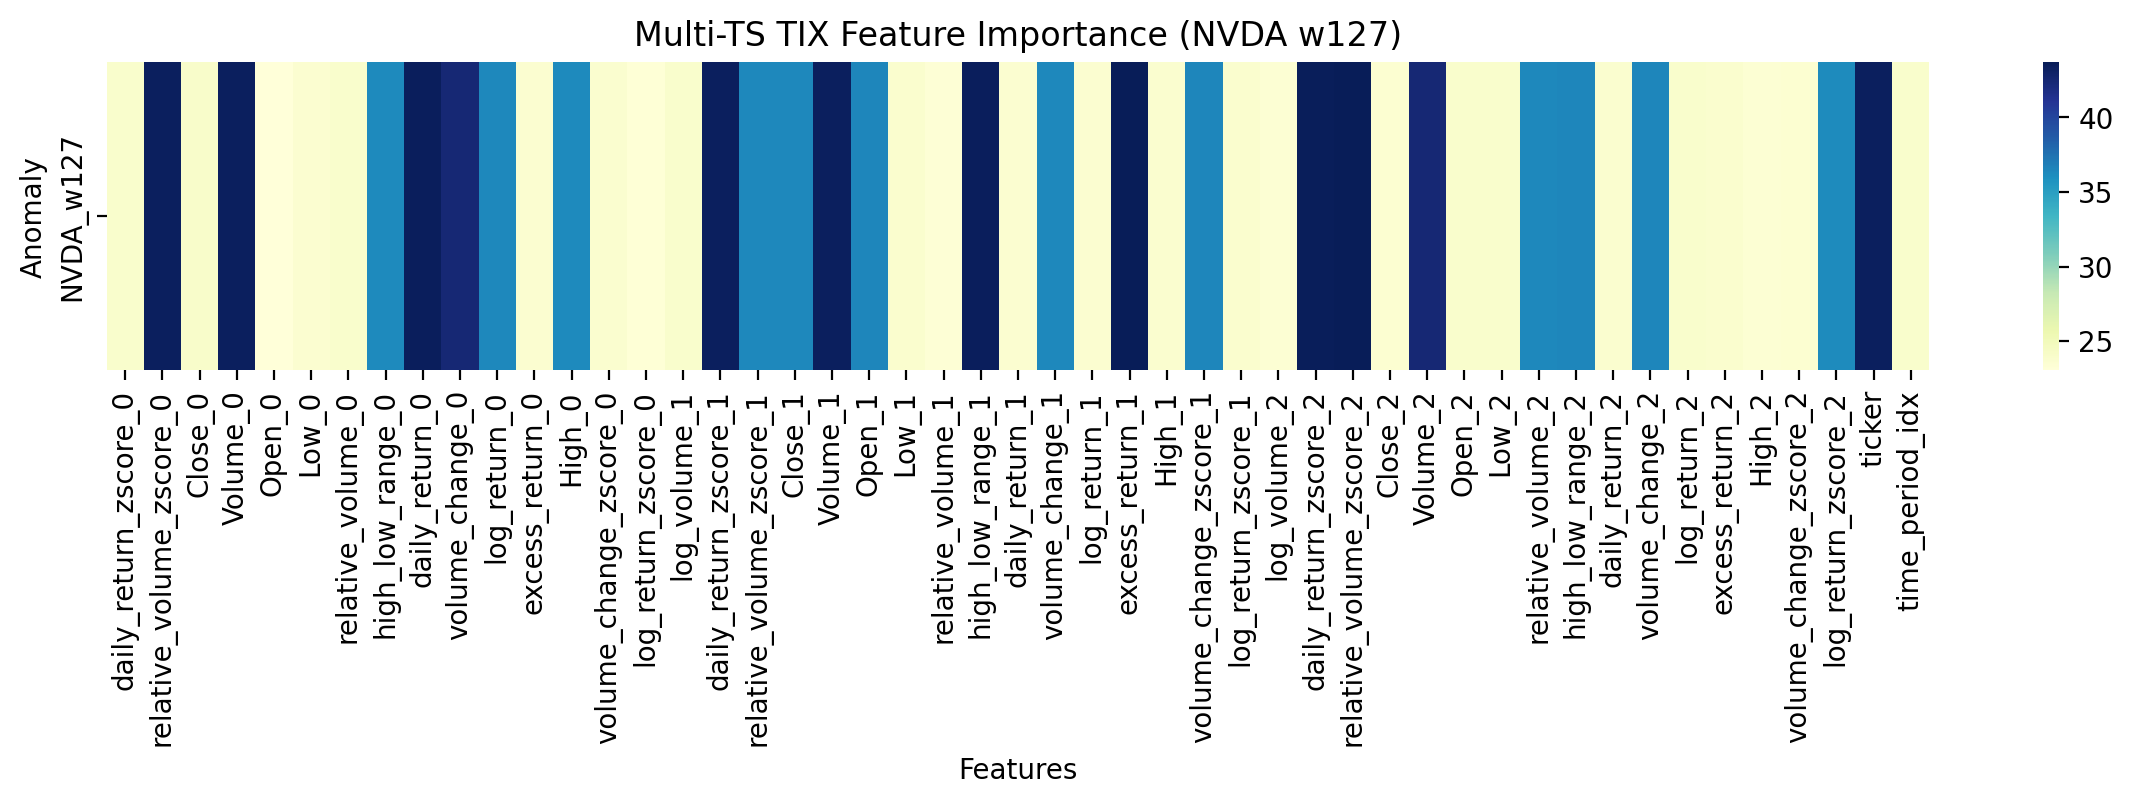 Multi-TS TIX Feature Importance (NVDA w127)
Anomaly
NVDA_w127
40
35
30
25
daily_return_zscore_0
relative_volume_zscore_0
Close_0
Volume_0
Open_0
Low_0
relative_volume_0
high_low_range_0
daily_return_0
volume_change_0
log_return_0
excess_return_0
High_0
volume_change_zscore_0
log_return_zscore_0
log_volume_1
daily_return_zscore_1
relative_volume_zscore_1
Close_1
Volume_1
Open_1
Low_1
relative_volume_1
high_low_range_1
daily_return_1
volume_change_1
log_return_1
excess_return_1
High_1
volume_change_zscore_1
log_return_zscore_1
log_volume_2
daily_return_zscore_2
relative_volume_zscore_2
Close_2
Volume_2
Open_2
Low_2
relative_volume_2
high_low_range_2
daily_return_2
volume_change_2
log_return_2
excess_return_2
High_2
volume_change_zscore_2
log_return_zscore_2
ticker
time_period_idx
Features